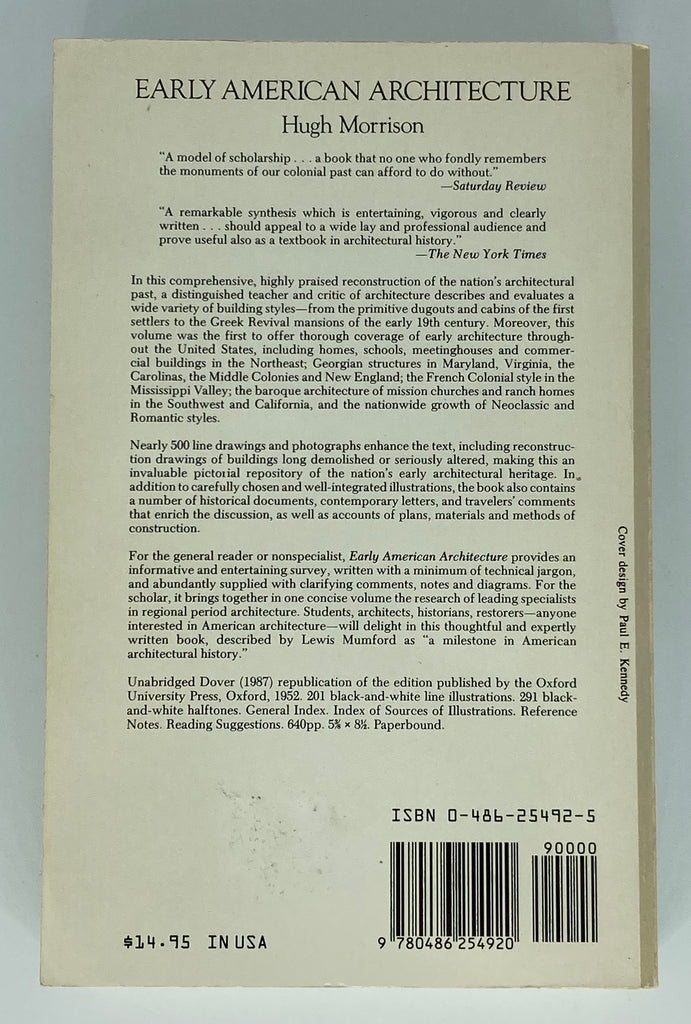 EARLY AMERICAN ARCHITECTURE
Hugh Morrison
“A model of scholarship . . . a book that no one who fondly remembers
the monuments of our colonial past can afford to do without.”
—Saturday Review
“A remarkable synthesis which is entertaining, vigorous and clearly
written . . . should appeal to a wide lay and professional audience and
prove useful also as a textbook in architectural history.”
—The New York Times
In this comprehensive, highly praised reconstruction of the nation’s architectural
past, a distinguished teacher and critic of architecture describes and evaluates a
wide variety of building styles—from the primitive dugouts and cabins of the first
settlers to the Greek Revival mansions of the early 19th century. Moreover, this
volume was the first to offer thorough coverage of early architecture through-
out the United States, including homes, schools, meetinghouses and commer-
cial buildings in the Northeast; Georgian structures in Maryland, Virginia, the
Carolinas, the Middle Colonies and New England; the French Colonial style in the
Mississippi Valley; the baroque architecture of mission churches and ranch homes
in the Southwest and California, and the nationwide growth of Neoclassic and
Romantic styles.
Nearly 500 line drawings and photographs enhance the text, including reconstruc-
tion drawings of buildings long demolished or seriously altered, making this an
invaluable pictorial repository of the nation’s early architectural heritage. In
addition to carefully chosen and well-integrated illustrations, the book also contains
a number of historical documents, contemporary letters, and travelers’ comments
that enrich the discussion, as well as accounts of plans, materials and methods of
construction.
For the general reader or nonspecialist, Early American Architecture provides an
informative and entertaining survey, written with a minimum of technical jargon,
and abundantly supplied with clarifying comments, notes and diagrams. For the
scholar, it brings together in one concise volume the research of leading specialists
in regional period architecture. Students, architects, historians, restorers—anyone
interested in American architecture—will delight in this thoughtful and expertly
written book, described by Lewis Mumford as “a milestone in American
architectural history.”
Unabridged Dover (1987) republication of the edition published by the Oxford
University Press, Oxford, 1952. 201 black-and-white line illustrations. 291 black-
and-white halftones. General Index. Index of Sources of Illustrations. Reference
Notes. Reading Suggestions. 640pp. 5⅝ × 8½. Paperbound.
Cover design by Paul E. Kennedy
ISBN 0-486-25492-5
90000
9 780486 254920
$14.95 IN USA